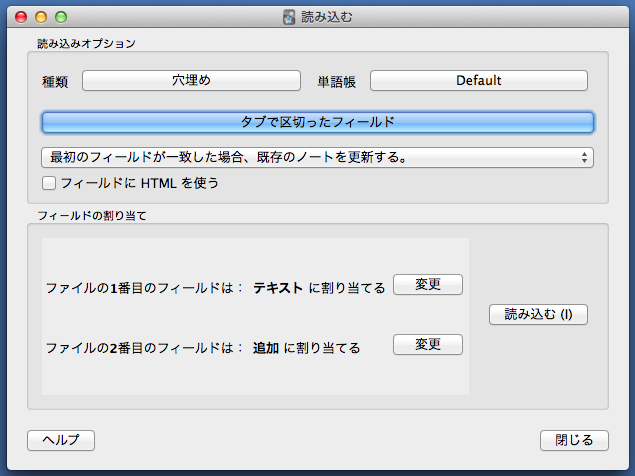 読み込む
読み込みオプション
種類 穴埋め 単語帳 Default
タブで区切ったフィールド
最初のフィールドが一致した場合、既存のノートを更新する。
フィールドに HTML を使う
フィールドの割り当て
ファイルの1番目のフィールドは： テキスト に割り当てる 変更
読み込む (I)
ファイルの2番目のフィールドは： 追加 に割り当てる 変更
ヘルプ 閉じる